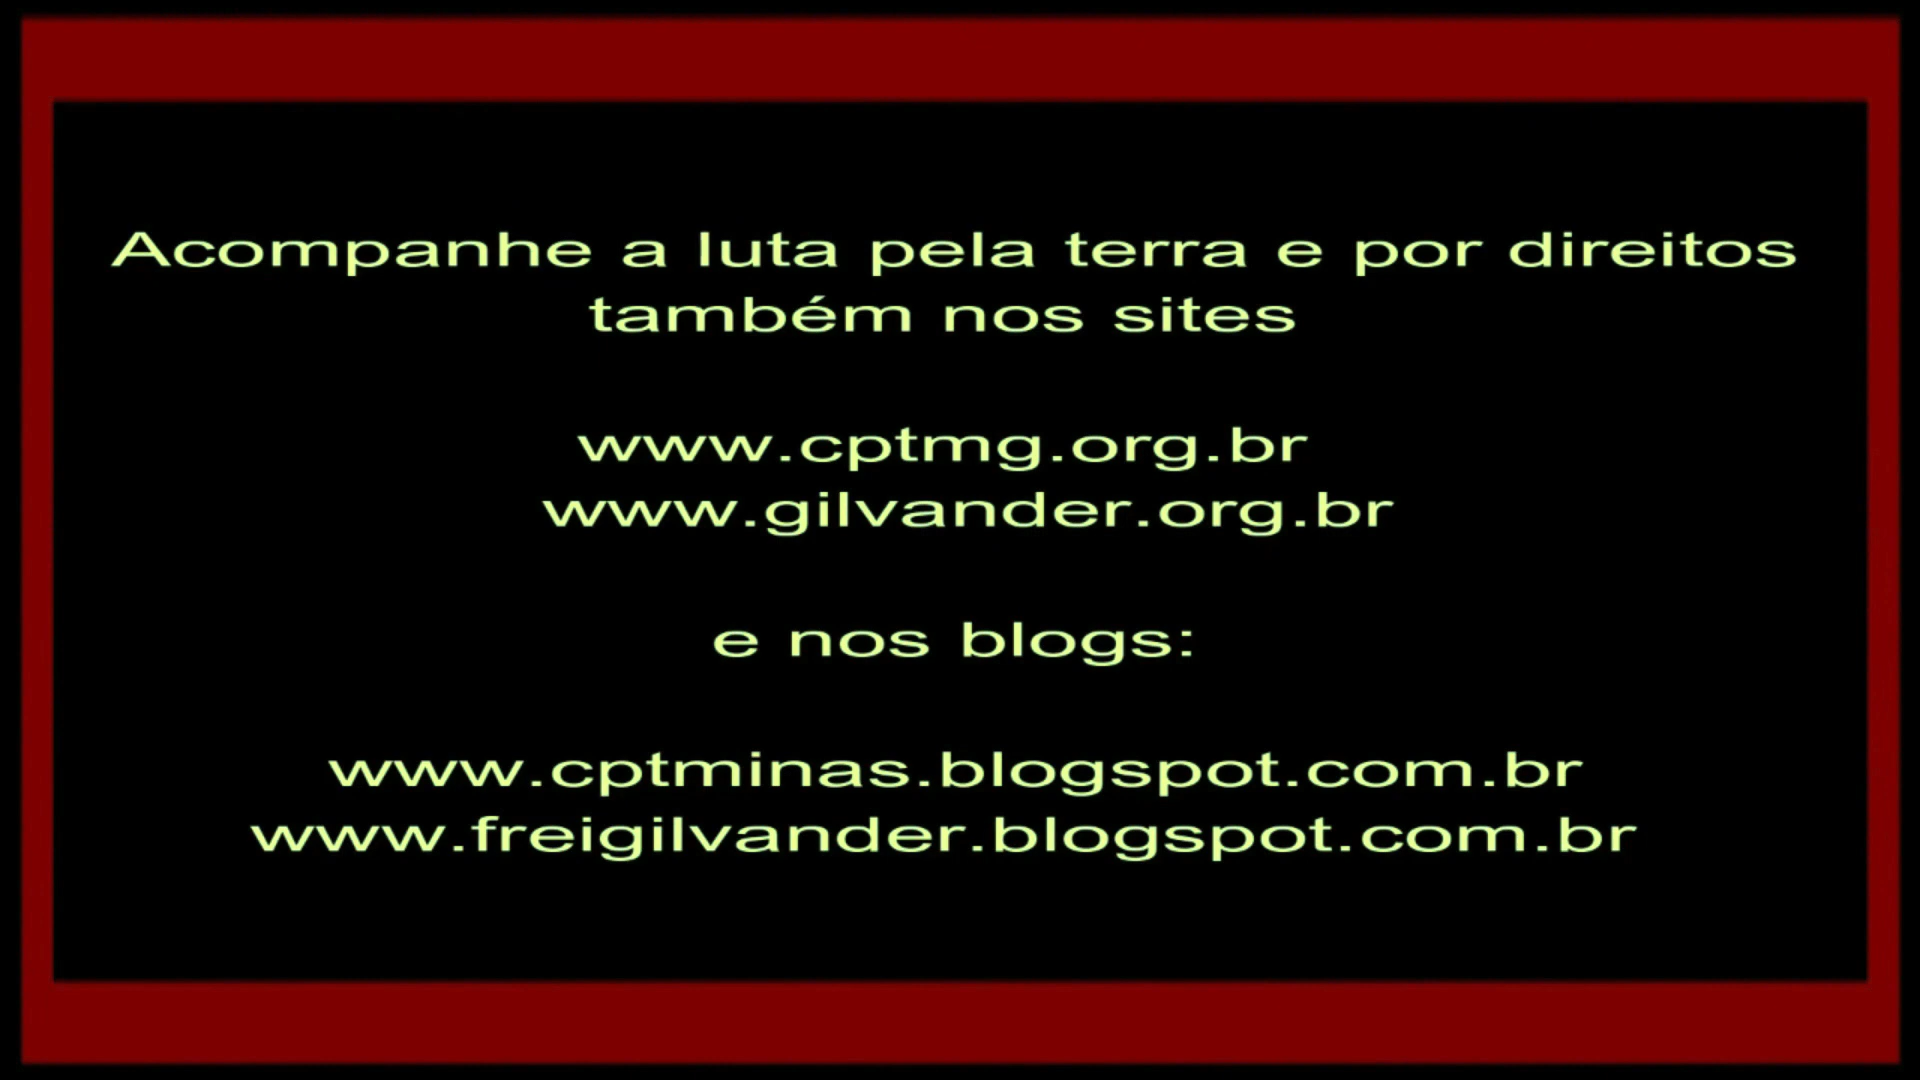 Acompanhe a luta pela terra e por direitos
também nos sites
www.cptmg.org.br
www.gilvander.org.br
e nos blogs:
www.cptminas.blogspot.com.br
www.freigilvander.blogspot.com.br